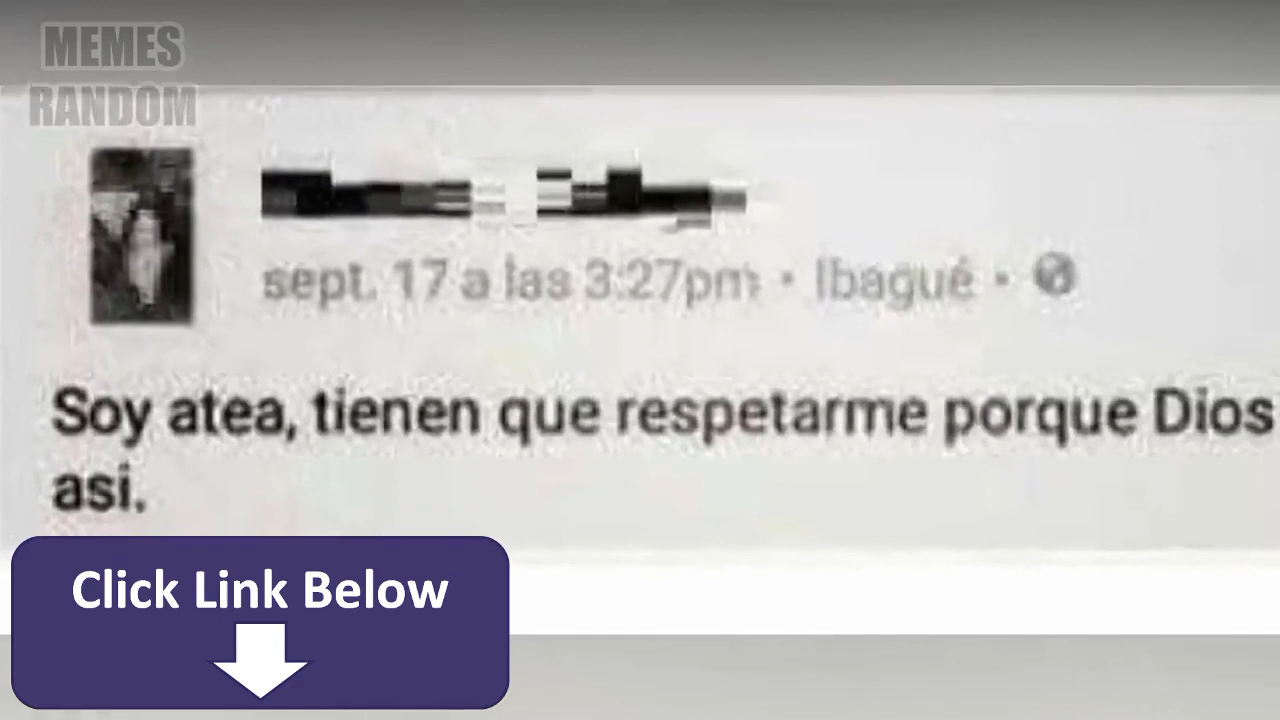 MEMES
RANDOM
sept. 17 a las 3:27pm · Ibagué ·
Soy atea, tienen que respetarme porque Dios
asi.
Click Link Below